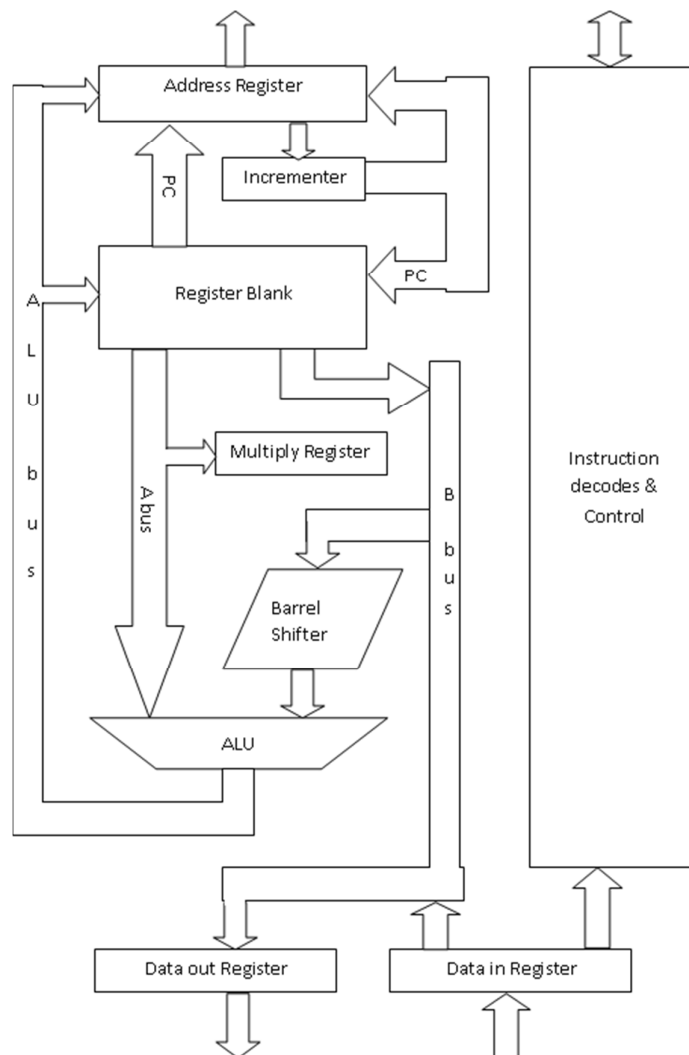 Address Register
Incrementer
PC
Register Blank
PC
A
L
U
b
u
s
Multiply Register
A bus
B
b
u
s
Instruction
decodes &
Control
Barrel
Shifter
ALU
Data out Register
Data in Register